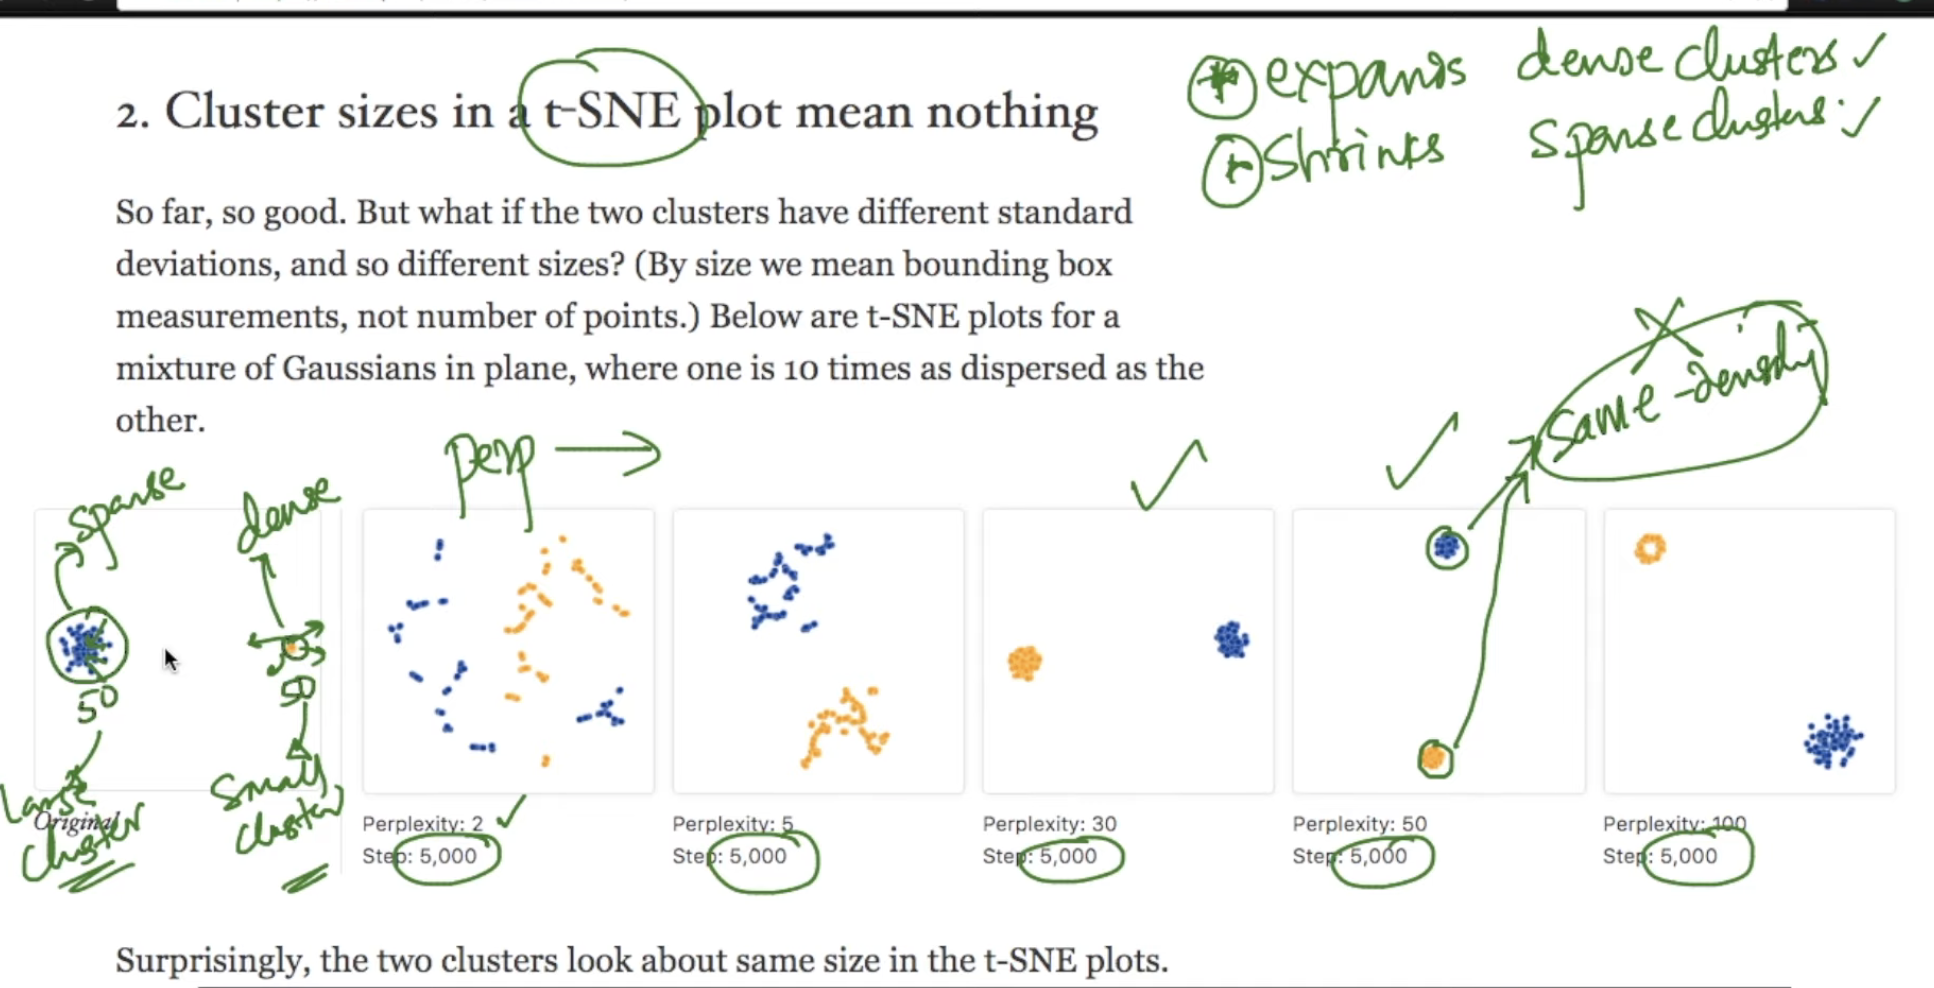 2. Cluster sizes in a t-SNE plot mean nothing
expands dense clusters
shrinks sparse clusters
So far, so good. But what if the two clusters have different standard
deviations, and so different sizes? (By size we mean bounding box
measurements, not number of points.) Below are t-SNE plots for a
mixture of Gaussians in plane, where one is 10 times as dispersed as the
other.
same-density
perp
sparse dense
50 50
Large cluster
small cluster
Original
Perplexity: 2
Step: 5,000
Perplexity: 5
Step: 5,000
Perplexity: 30
Step: 5,000
Perplexity: 50
Step: 5,000
Perplexity: 100
Step: 5,000
Surprisingly, the two clusters look about same size in the t-SNE plots.